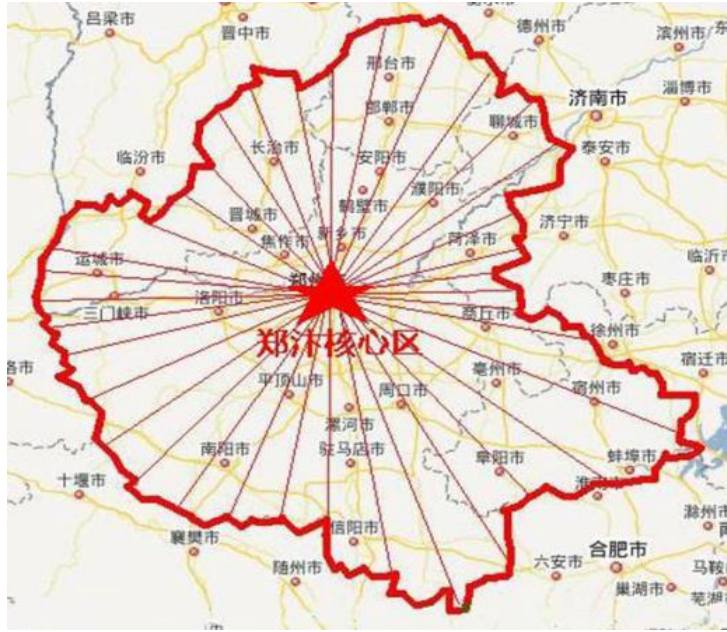 吕梁市
晋中市
德州市
滨州市
邢台市
淄博市
济南市
邯郸市
聊城市
临汾市
长治市
安阳市
泰安市
濮阳市
鹤壁市
晋城市
新乡市
济宁市
焦作市
菏泽市
运城市
临沂市
枣庄市
洛阳市
三门峡市
商丘市
徐州市
郑汴核心区
宿迁市
平顶山市
亳州市
周口市
宿州市
漯河市
南阳市
驻马店市
阜阳市
蚌埠市
十堰市
淮南市
滁州市
信阳市
襄樊市
合肥市
六安市
随州市
巢湖市